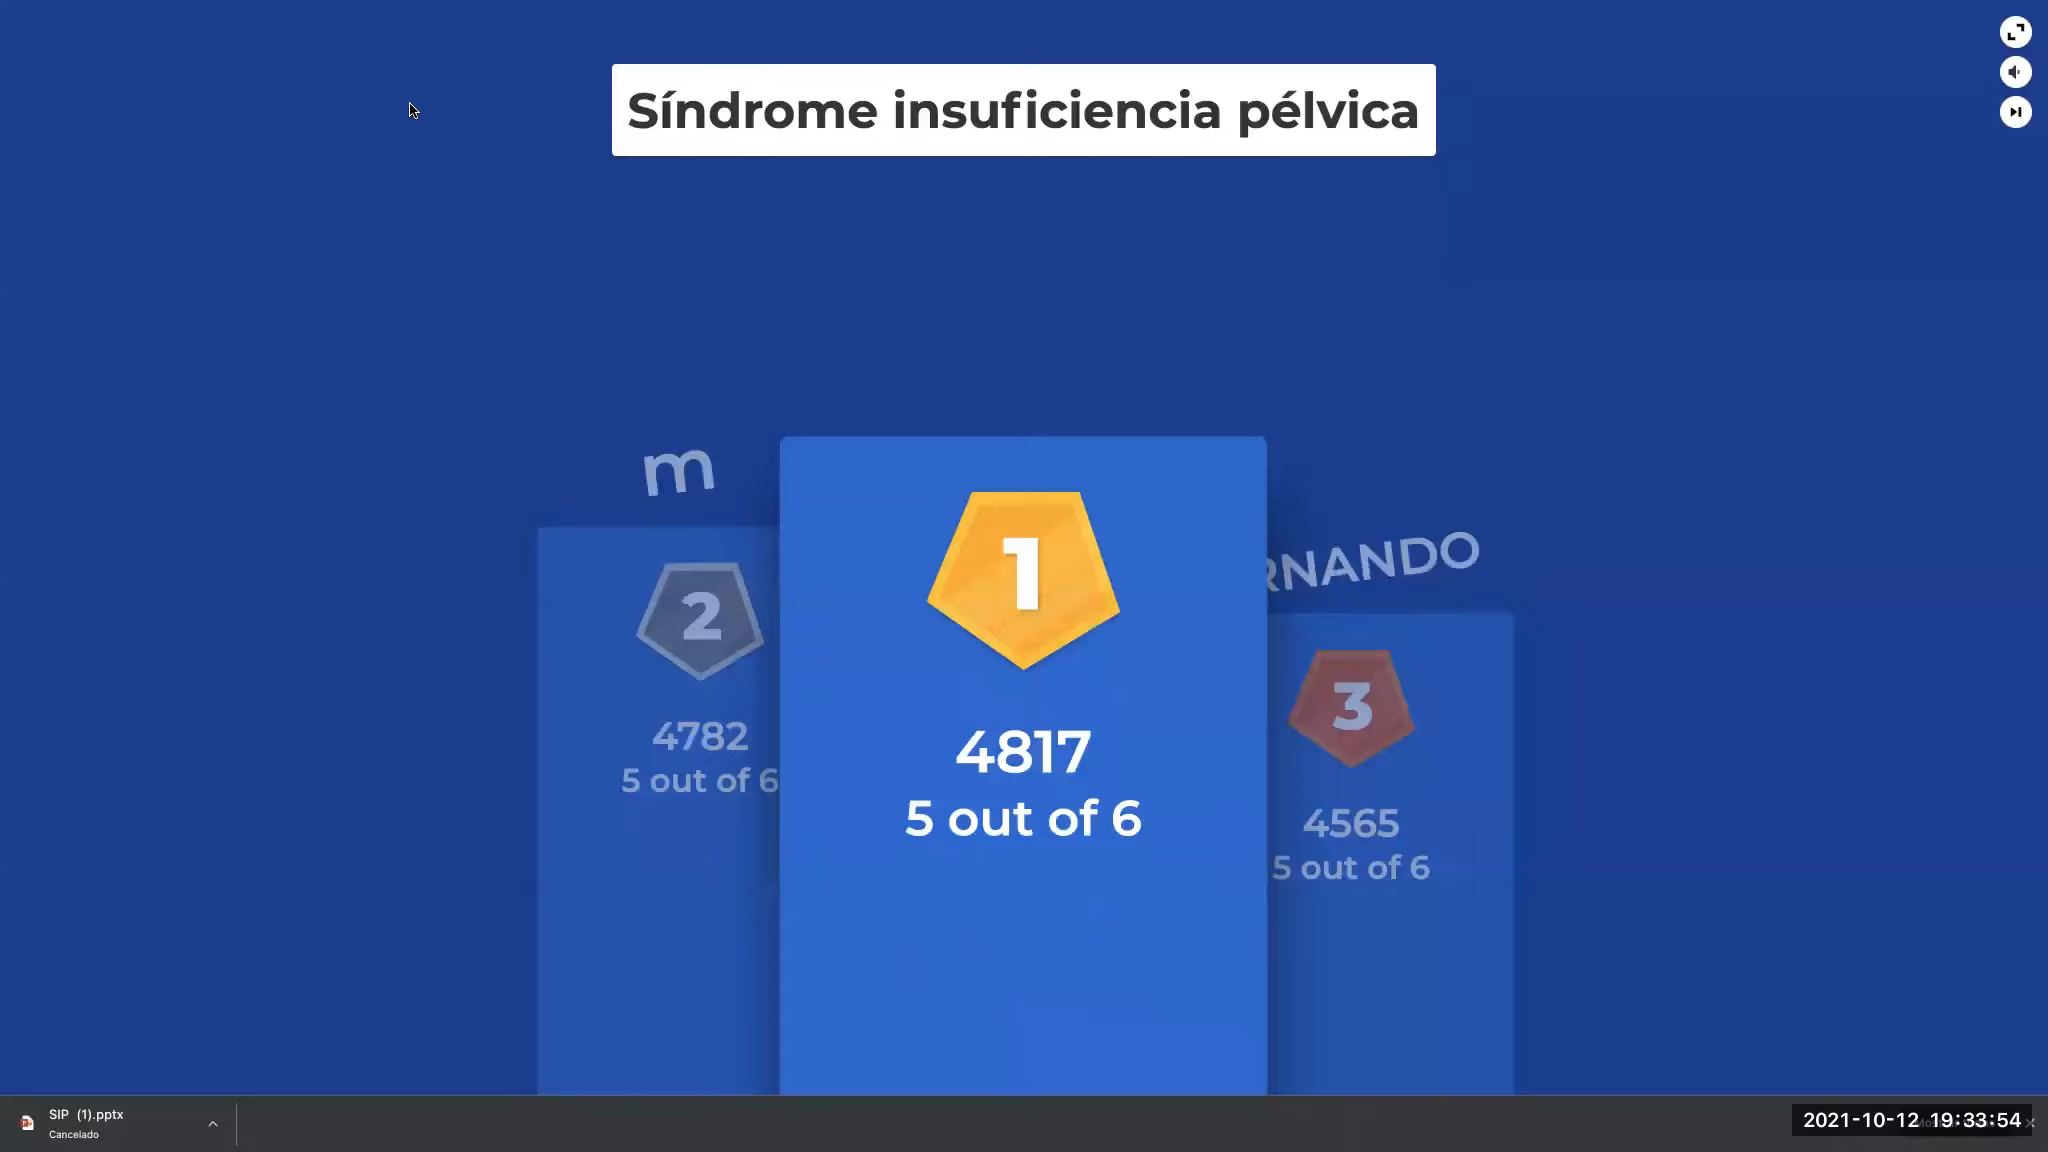 Síndrome insuficiencia pélvica
m
1
RNANDO
2
3
4782
5 out of 6
4817
5 out of 6
4565
5 out of 6
SIP (1).pptx
Cancelado
2021-10-12 19:33:54